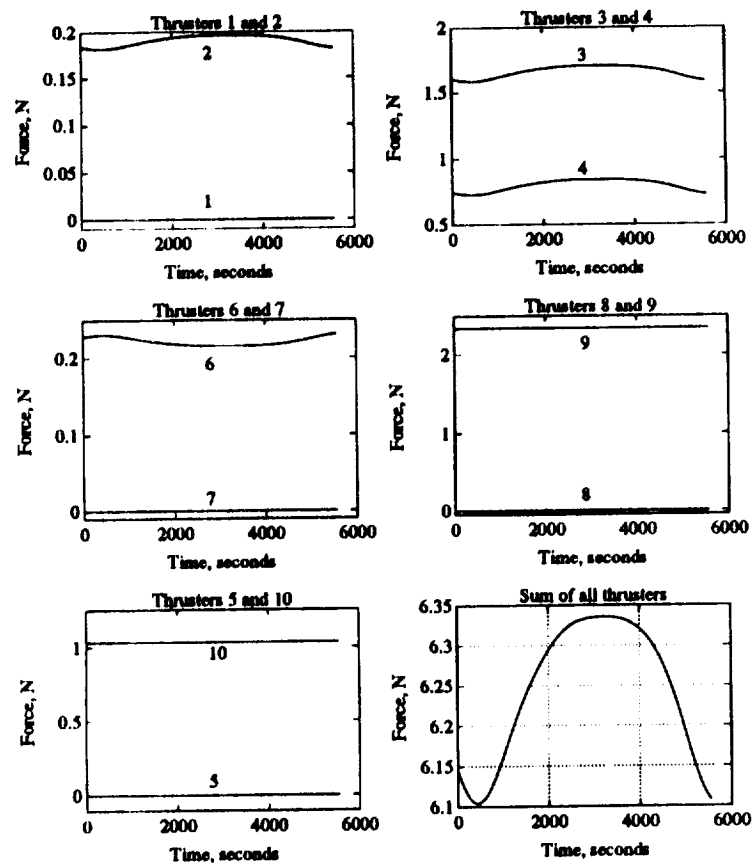 Thrusters 1 and 2
0.2
0.15
0.1
0.05
0
Force, N
2
1
0 2000 4000 6000
Time, seconds
Thrusters 3 and 4
2
1.5
1
0.5
Force, N
3
4
0 2000 4000 6000
Time, seconds
Thrusters 6 and 7
0.2
0.1
0
Force, N
6
7
0 2000 4000 6000
Time, seconds
Thrusters 8 and 9
2
1
0
Force, N
9
8
0 2000 4000 6000
Time, seconds
Thrusters 5 and 10
1
0.5
0
Force, N
10
5
0 2000 4000 6000
Time, seconds
Sum of all thrusters
6.35
6.3
6.25
6.2
6.15
6.1
Force, N
0 2000 4000 6000
Time, seconds